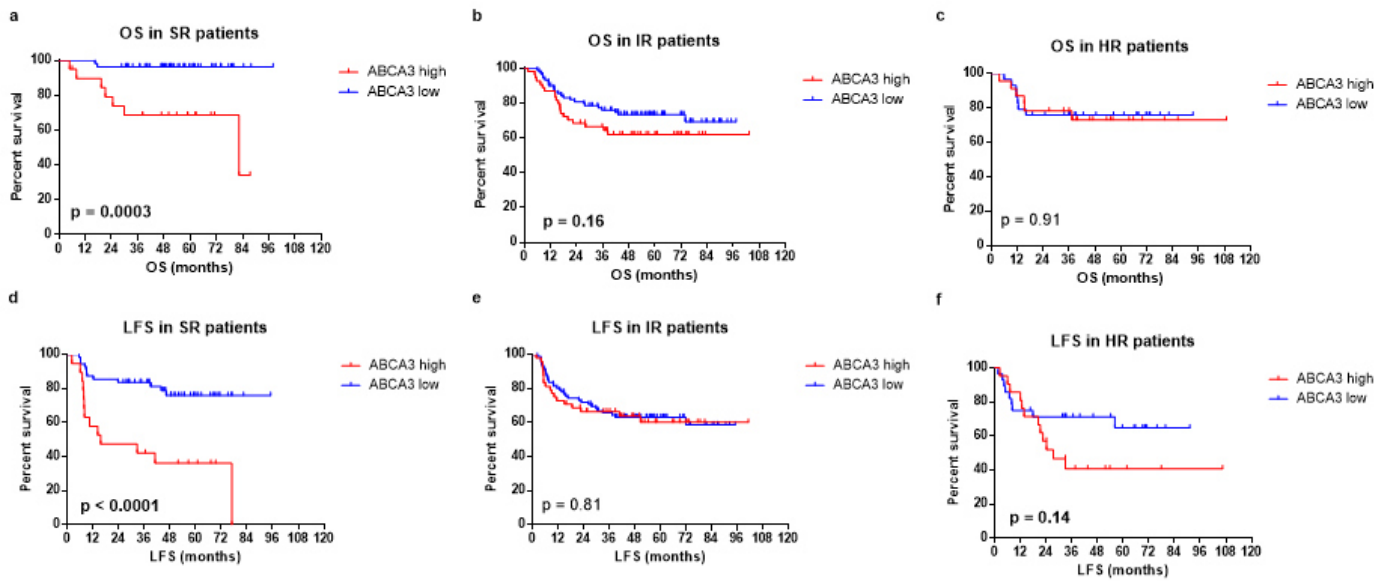 a
OS in SR patients
100
80
60
40
20
0
Percent survival
p = 0.0003
0 12 24 36 48 60 72 84 96 108 120
OS (months)
ABCA3 high
ABCA3 low
b
OS in IR patients
100
80
60
40
20
0
Percent survival
p = 0.16
0 12 24 36 48 60 72 84 96 108 120
OS (months)
ABCA3 high
ABCA3 low
c
OS in HR patients
100
80
60
40
20
0
Percent survival
p = 0.91
0 12 24 36 48 60 72 84 96 108 120
OS (months)
ABCA3 high
ABCA3 low
d
LFS in SR patients
100
80
60
40
20
0
Percent survival
p < 0.0001
0 12 24 36 48 60 72 84 96 108 120
LFS (months)
ABCA3 high
ABCA3 low
e
LFS in IR patients
100
80
60
40
20
0
Percent survival
p = 0.81
0 12 24 36 48 60 72 84 96 108 120
LFS (months)
ABCA3 high
ABCA3 low
f
LFS in HR patients
100
80
60
40
20
0
Percent survival
p = 0.14
0 12 24 36 48 60 72 84 96 108 120
LFS (months)
ABCA3 high
ABCA3 low